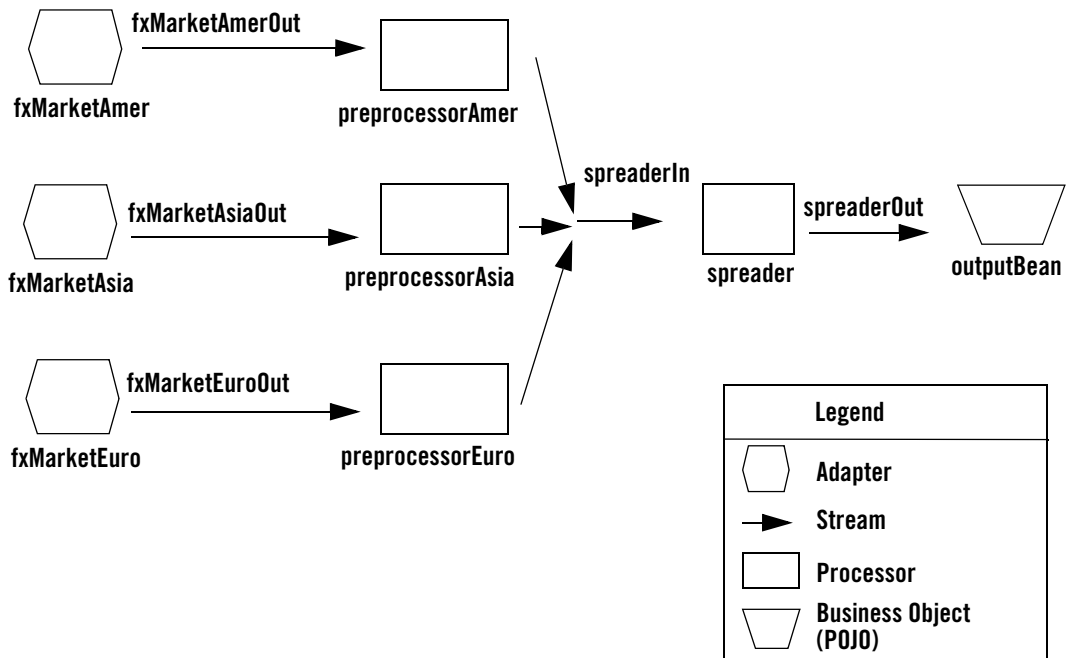 fxMarketAmerOut
fxMarketAmer
preprocessorAmer
fxMarketAsiaOut
fxMarketAsia
preprocessorAsia
spreaderIn
spreader
spreaderOut
outputBean
fxMarketEuroOut
fxMarketEuro
preprocessorEuro
Legend
Adapter
Stream
Processor
Business Object
(POJO)